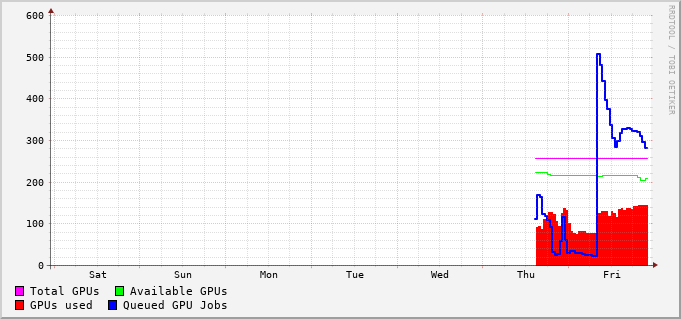 600
500
400
300
200
100
0
Sat Sun Mon Tue Wed Thu Fri
Total GPUs Available GPUs
GPUs used Queued GPU Jobs
RRDTOOL / TOBI OETIKER